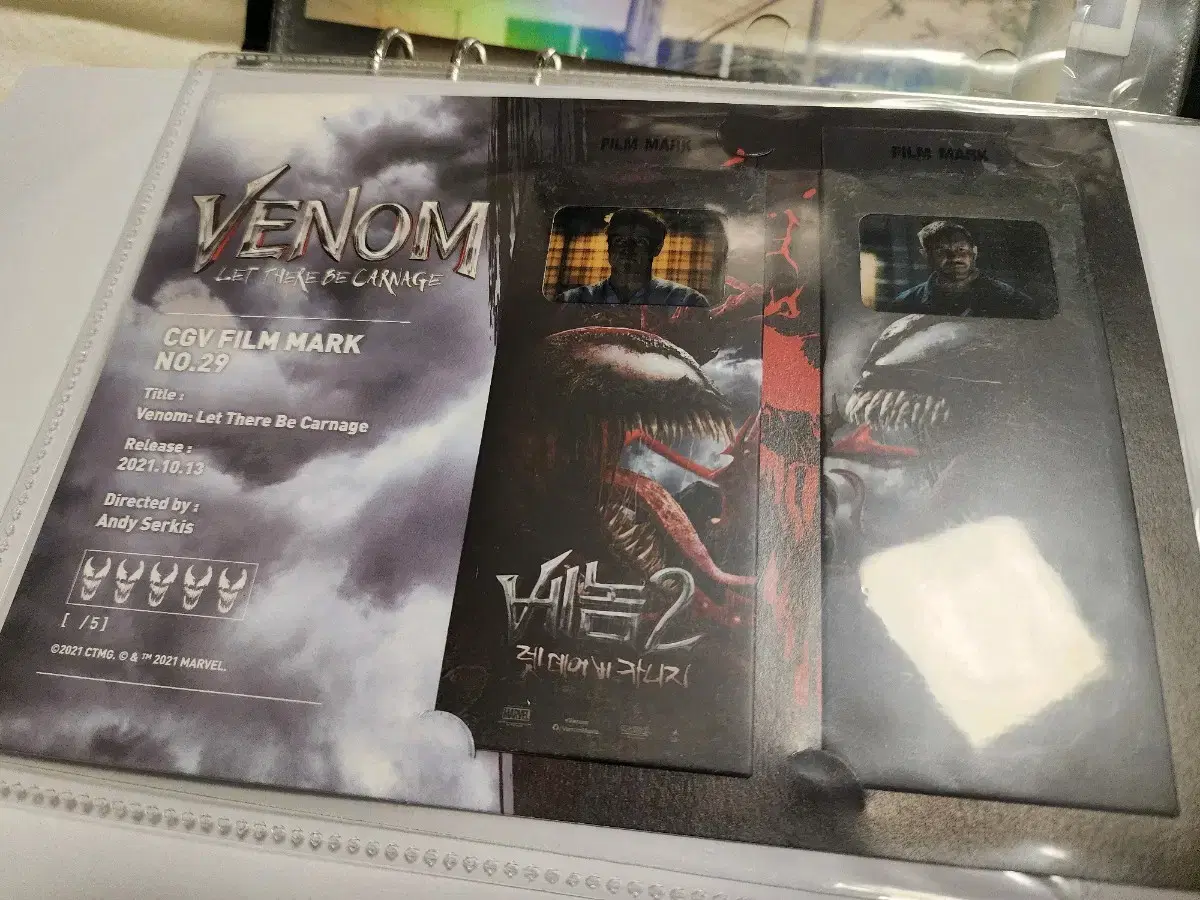 VENOM
LET THERE BE CARNAGE
CGV FILM MARK
NO.29
Title :
Venom: Let There Be Carnage
Release :
2021.10.13
Directed by :
Andy Serkis
[ /5]
©2021 CTMG. © & ™ 2021 MARVEL.
FILM MARK
베놈2
렛 데어 비 카니지
MARVEL
FILM MARK